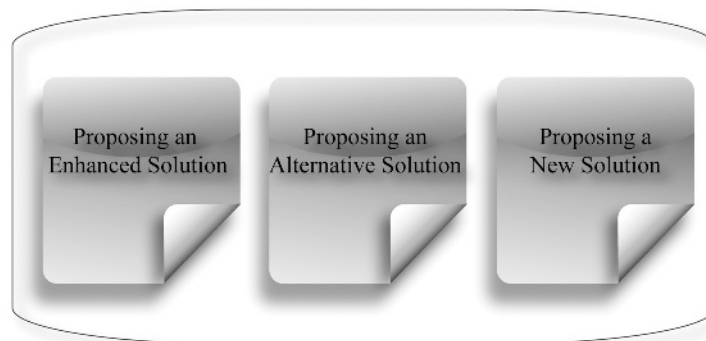 Proposing an
Enhanced Solution
Proposing an
Alternative Solution
Proposing a
New Solution